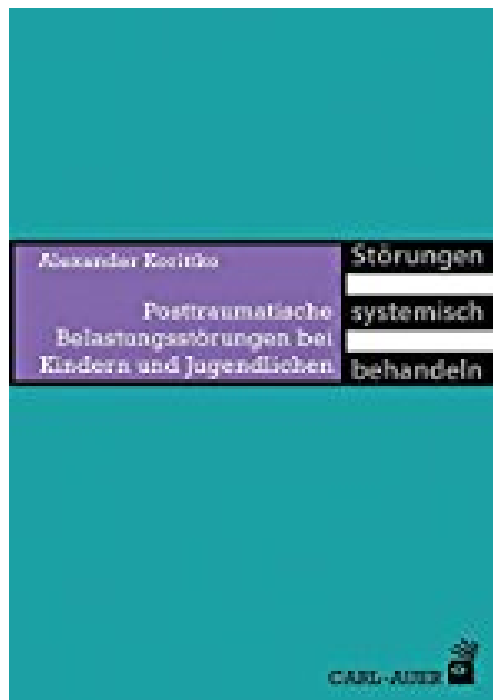 Alexander Korittko
Posttraumatische
Belastungsstörungen bei
Kindern und Jugendlichen
Störungen
systemisch
behandeln
CARL-AUER